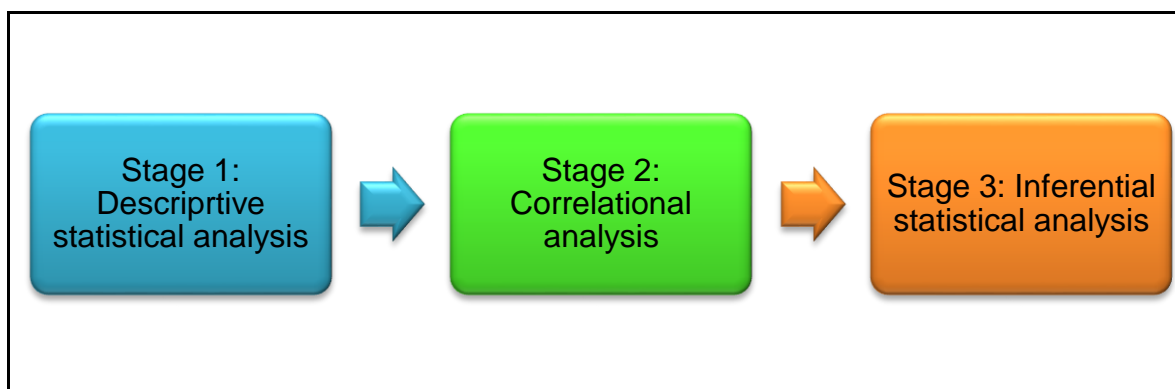 Stage 1:
Descriprtive
statistical analysis
Stage 2:
Correlational
analysis
Stage 3: Inferential
statistical analysis